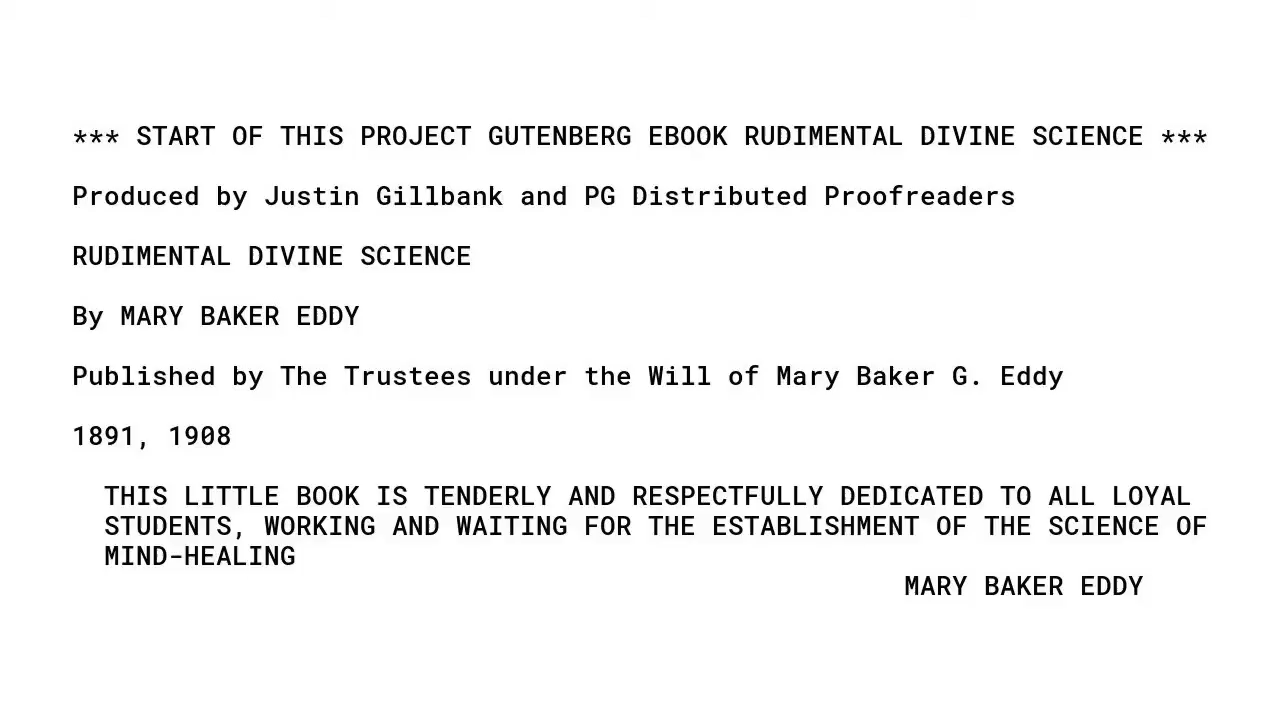 *** START OF THIS PROJECT GUTENBERG EBOOK RUDIMENTAL DIVINE SCIENCE ***
Produced by Justin Gillbank and PG Distributed Proofreaders
RUDIMENTAL DIVINE SCIENCE
By MARY BAKER EDDY
Published by The Trustees under the Will of Mary Baker G. Eddy
1891, 1908
THIS LITTLE BOOK IS TENDERLY AND RESPECTFULLY DEDICATED TO ALL LOYAL
STUDENTS, WORKING AND WAITING FOR THE ESTABLISHMENT OF THE SCIENCE OF
MIND-HEALING
MARY BAKER EDDY